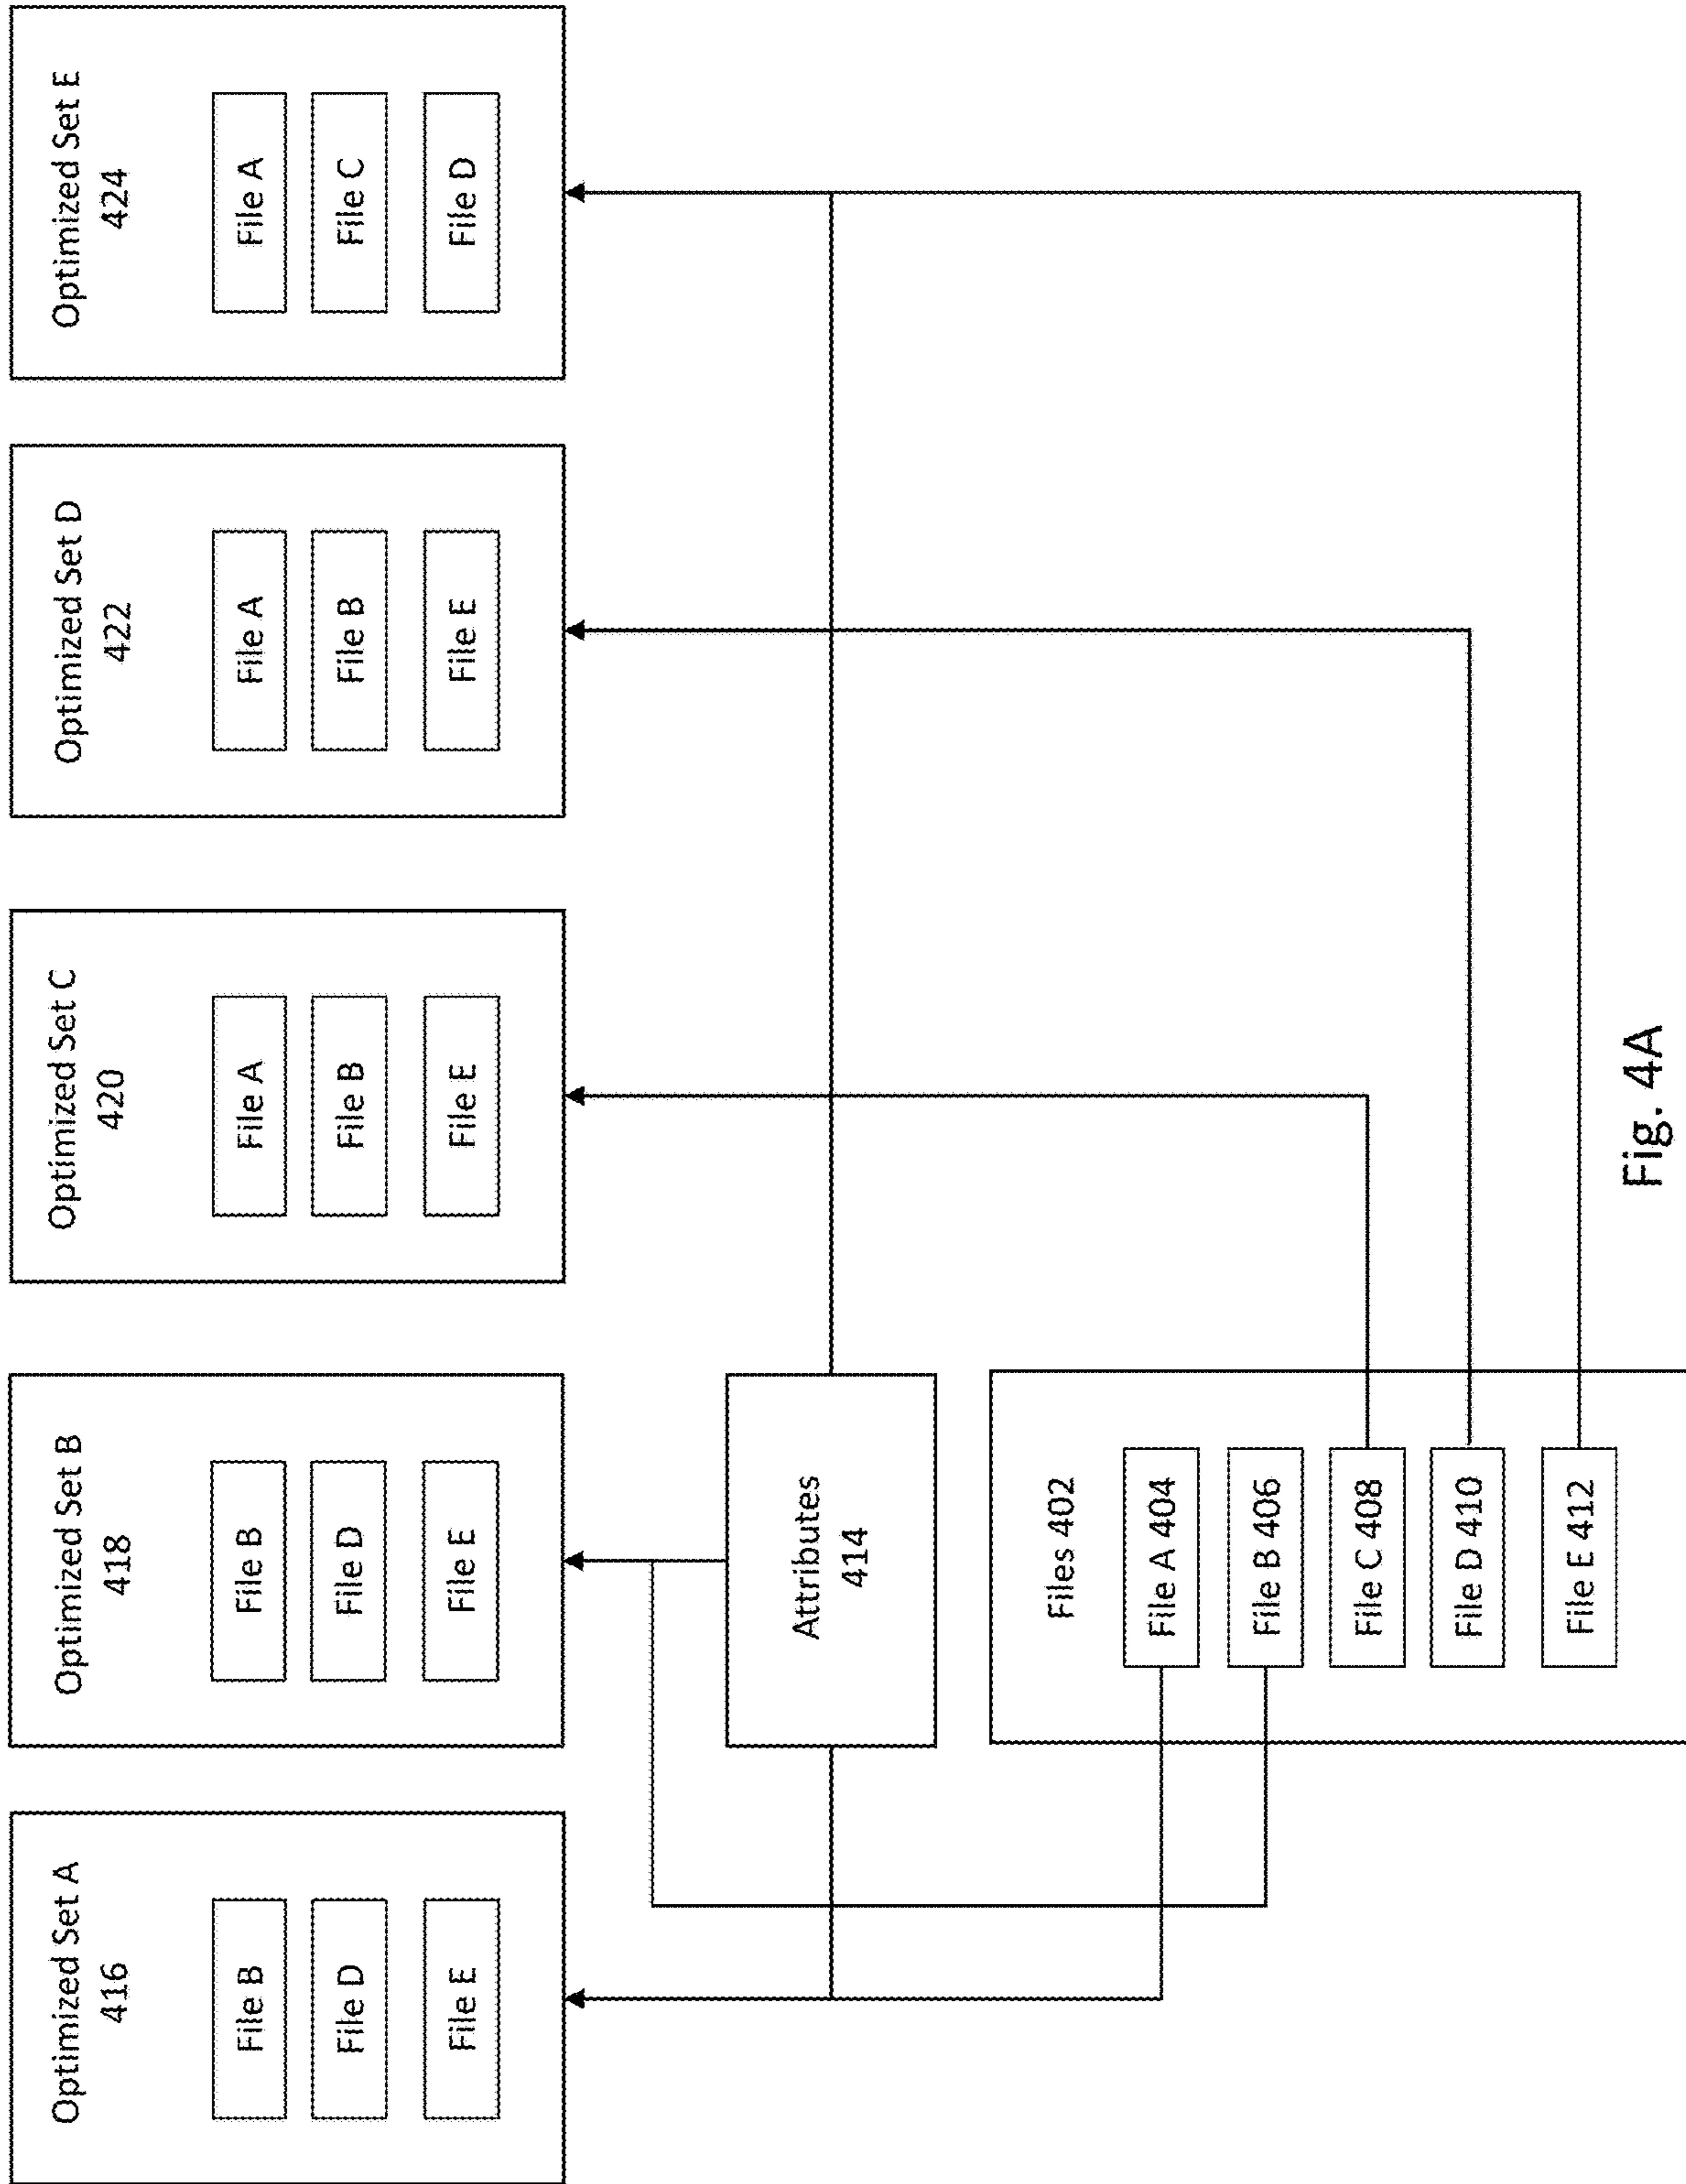 Optimized Set A
416
File B
File D
File E
Optimized Set B
418
File B
File D
File E
Optimized Set C
420
File A
File B
File E
Optimized Set D
422
File A
File B
File E
Optimized Set E
424
File A
File C
File D
Attributes
414
Files 402
File A 404
File B 406
File C 408
File D 410
File E 412
Fig. 4A